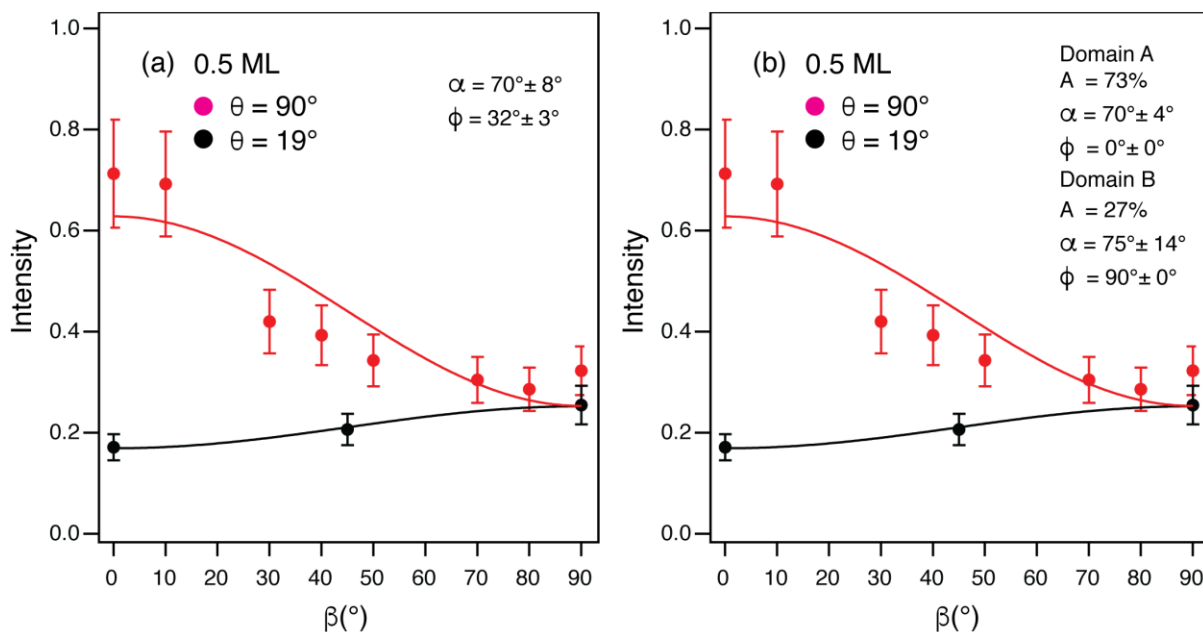 (a) 0.5 ML
θ = 90°
θ = 19°
α = 70°± 8°
ϕ = 32°± 3°
Intensity
1.0
0.8
0.6
0.4
0.2
0.0
0 10 20 30 40 50 60 70 80 90
β(°)
(b) 0.5 ML
θ = 90°
θ = 19°
Domain A
A = 73%
α = 70°± 4°
ϕ = 0°± 0°
Domain B
A = 27%
α = 75°± 14°
ϕ = 90°± 0°
Intensity
1.0
0.8
0.6
0.4
0.2
0.0
0 10 20 30 40 50 60 70 80 90
β(°)